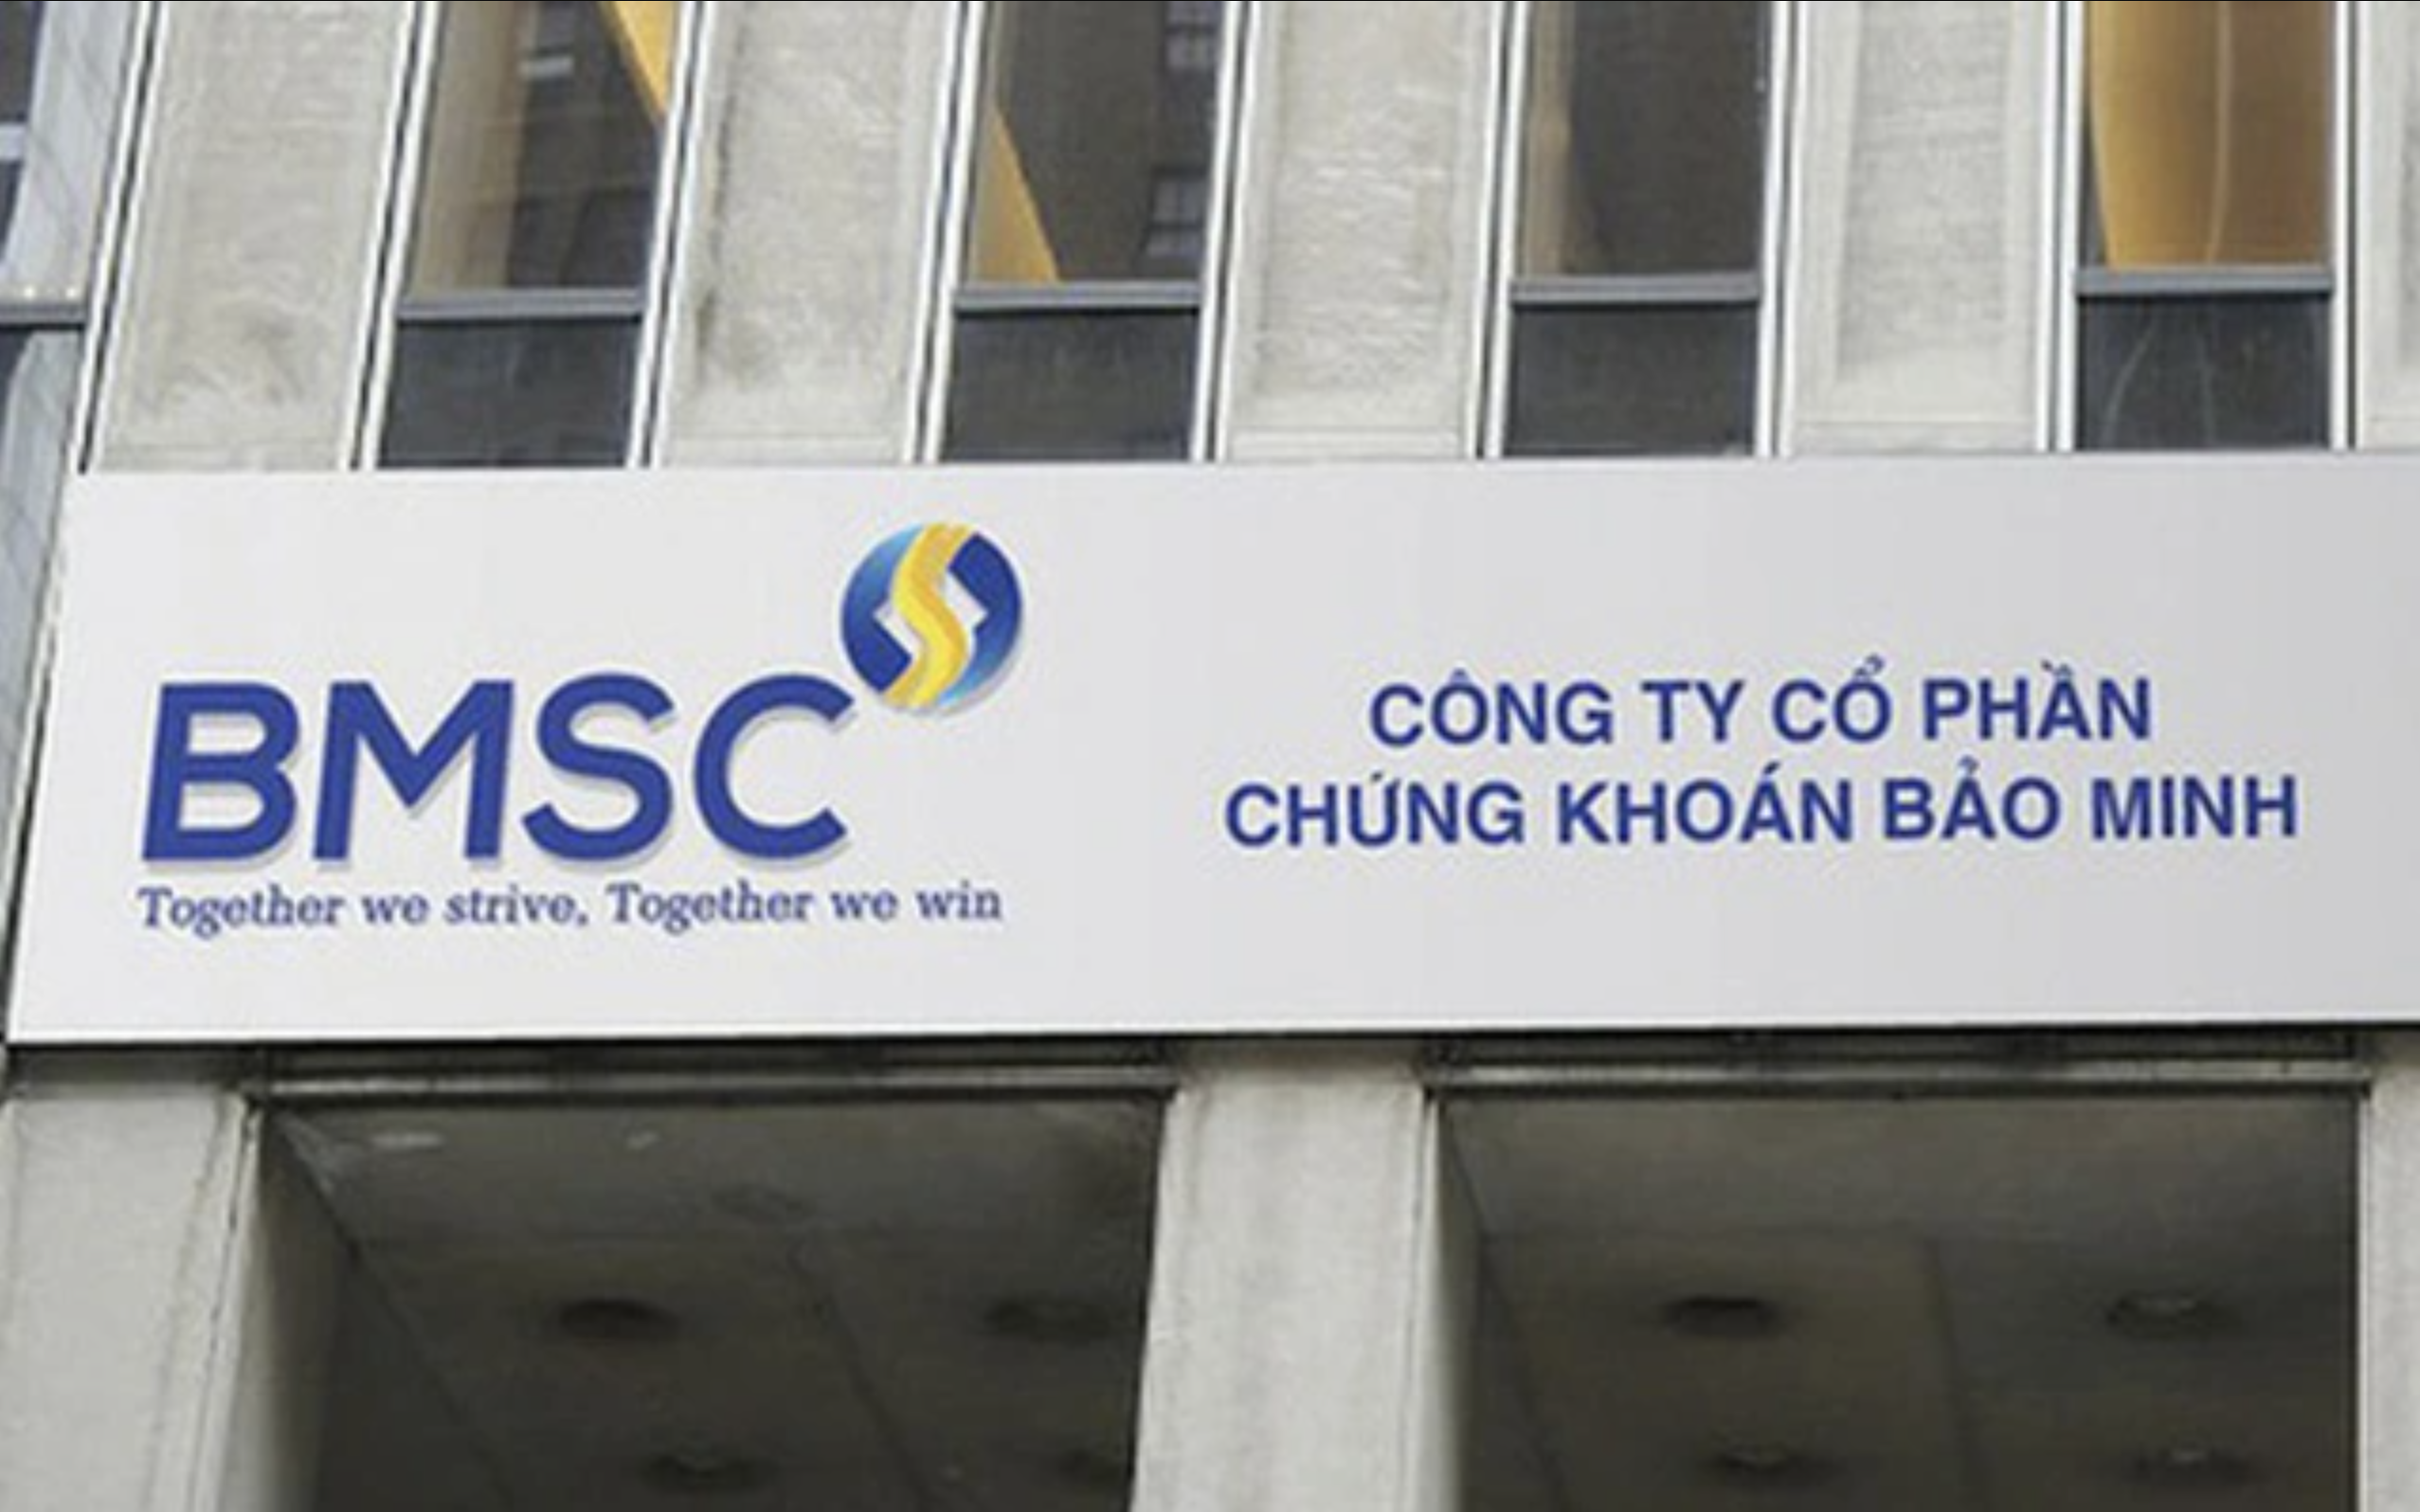 BMSC
Together we strive, Together we win
CÔNG TY CỔ PHẦN
CHỨNG KHOÁN BẢO MINH